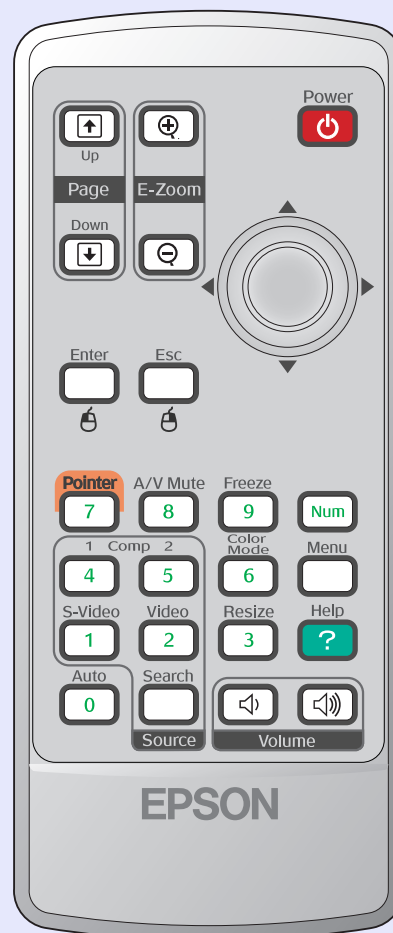 Power
Up
Page E-Zoom
Down
Enter Esc
Pointer A/V Mute Freeze
7 8 9 Num
1 Comp 2 Color Mode Menu
4 5 6
S-Video Video Resize Help
1 2 3 ?
Auto Search
0
Source Volume
EPSON